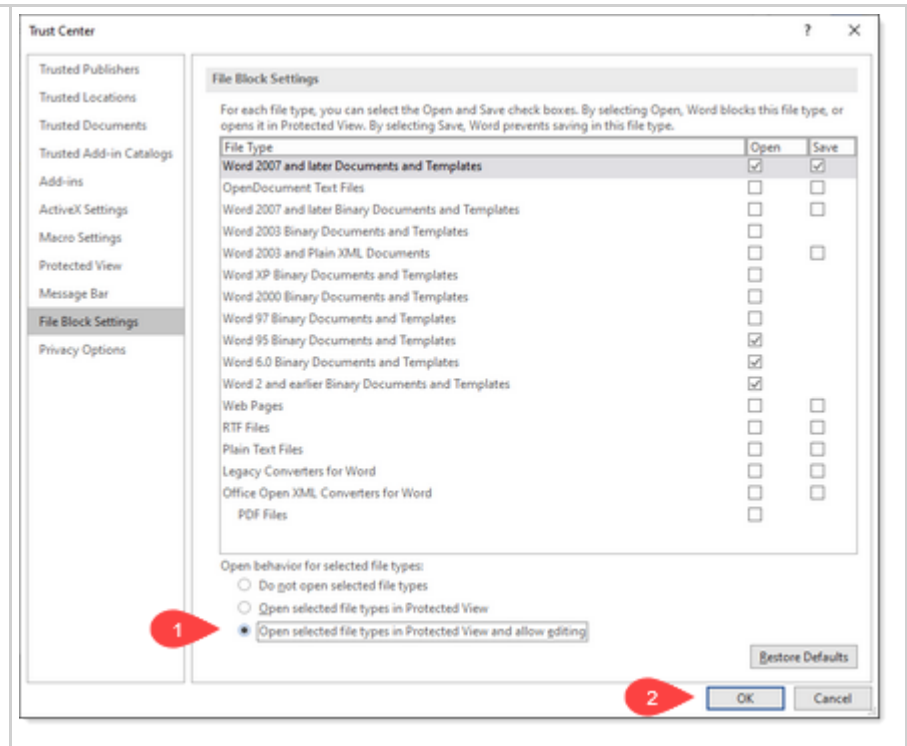 Trust Center
? ×
Trusted Publishers
Trusted Locations
Trusted Documents
Trusted Add-in Catalogs
Add-ins
ActiveX Settings
Macro Settings
Protected View
Message Bar
File Block Settings
Privacy Options
File Block Settings
For each file type, you can select the Open and Save check boxes. By selecting Open, Word blocks this file type, or
opens it in Protected View. By selecting Save, Word prevents saving in this file type.
File Type Open Save
Word 2007 and later Documents and Templates
OpenDocument Text Files
Word 2007 and later Binary Documents and Templates
Word 2003 Binary Documents and Templates
Word 2003 and Plain XML Documents
Word XP Binary Documents and Templates
Word 2000 Binary Documents and Templates
Word 97 Binary Documents and Templates
Word 95 Binary Documents and Templates
Word 6.0 Binary Documents and Templates
Word 2 and earlier Binary Documents and Templates
Web Pages
RTF Files
Plain Text Files
Legacy Converters for Word
Office Open XML Converters for Word
PDF Files
Open behavior for selected file types:
Do not open selected file types
Open selected file types in Protected View
1 Open selected file types in Protected View and allow editing
Restore Defaults
2 OK Cancel